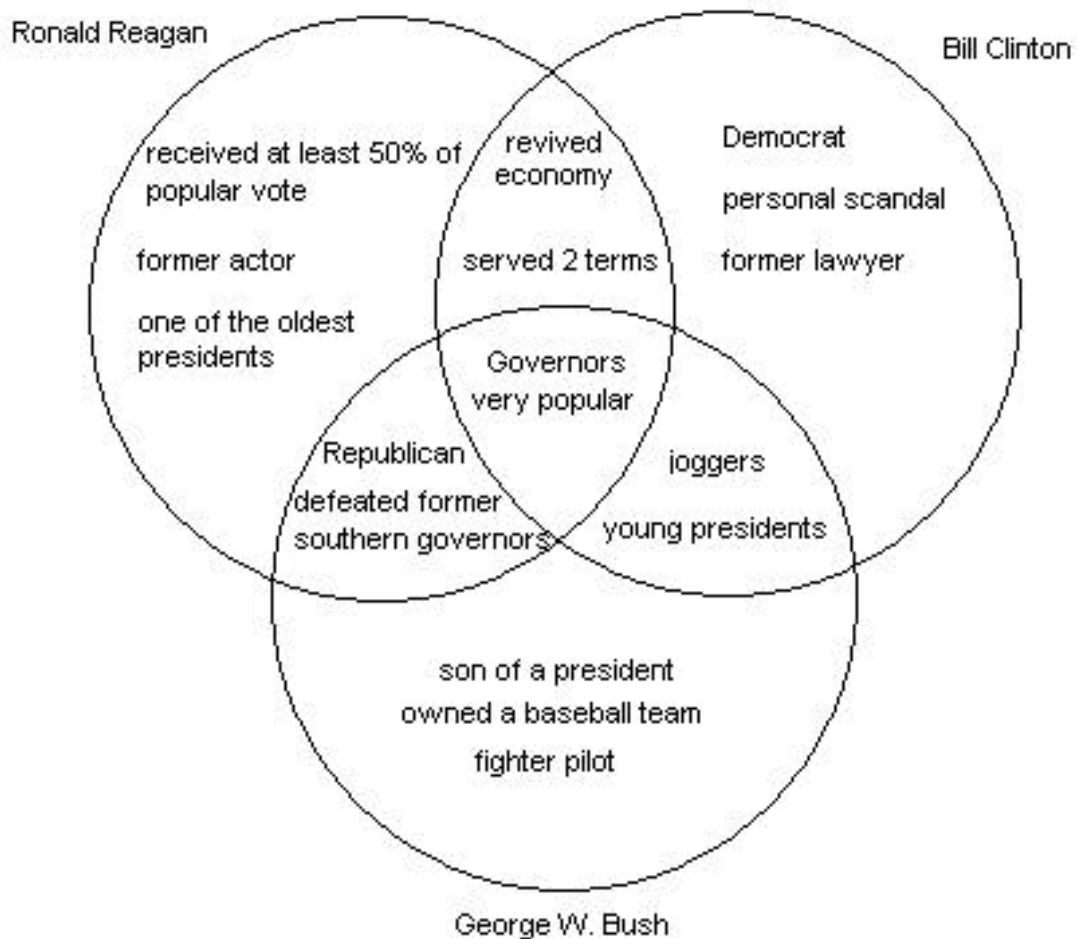 Ronald Reagan
Bill Clinton
received at least 50% of
popular vote
former actor
one of the oldest
presidents
revived
economy
served 2 terms
Democrat
personal scandal
former lawyer
Governors
very popular
Republican
defeated former
southern governors
joggers
young presidents
son of a president
owned a baseball team
fighter pilot
George W. Bush